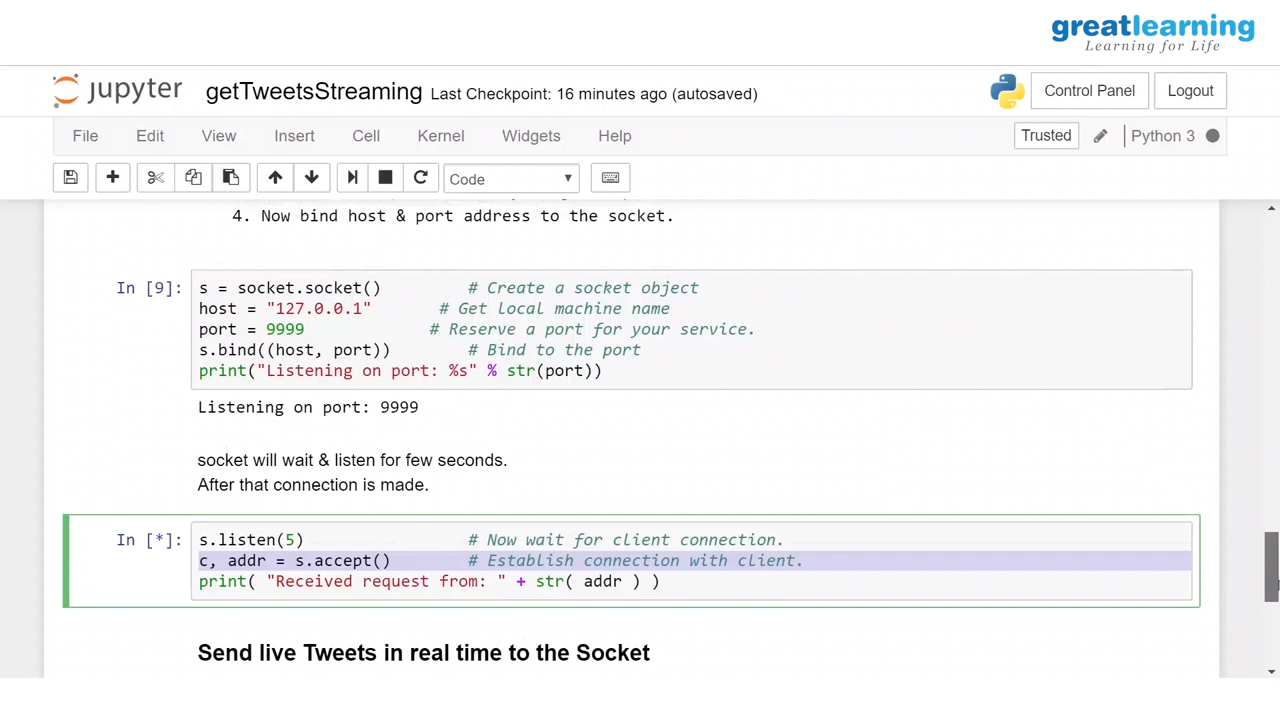 greatlearning
Learning for Life
jupyter getTweetsStreaming Last Checkpoint: 16 minutes ago (autosaved) Control Panel Logout
File Edit View Insert Cell Kernel Widgets Help Trusted Python 3
Code
4. Now bind host & port address to the socket.
In [9]: s = socket.socket() # Create a socket object
host = "127.0.0.1" # Get local machine name
port = 9999 # Reserve a port for your service.
s.bind((host, port)) # Bind to the port
print("Listening on port: %s" % str(port))
Listening on port: 9999
socket will wait & listen for few seconds.
After that connection is made.
In [*]: s.listen(5) # Now wait for client connection.
c, addr = s.accept() # Establish connection with client.
print( "Received request from: " + str( addr ) )
Send live Tweets in real time to the Socket